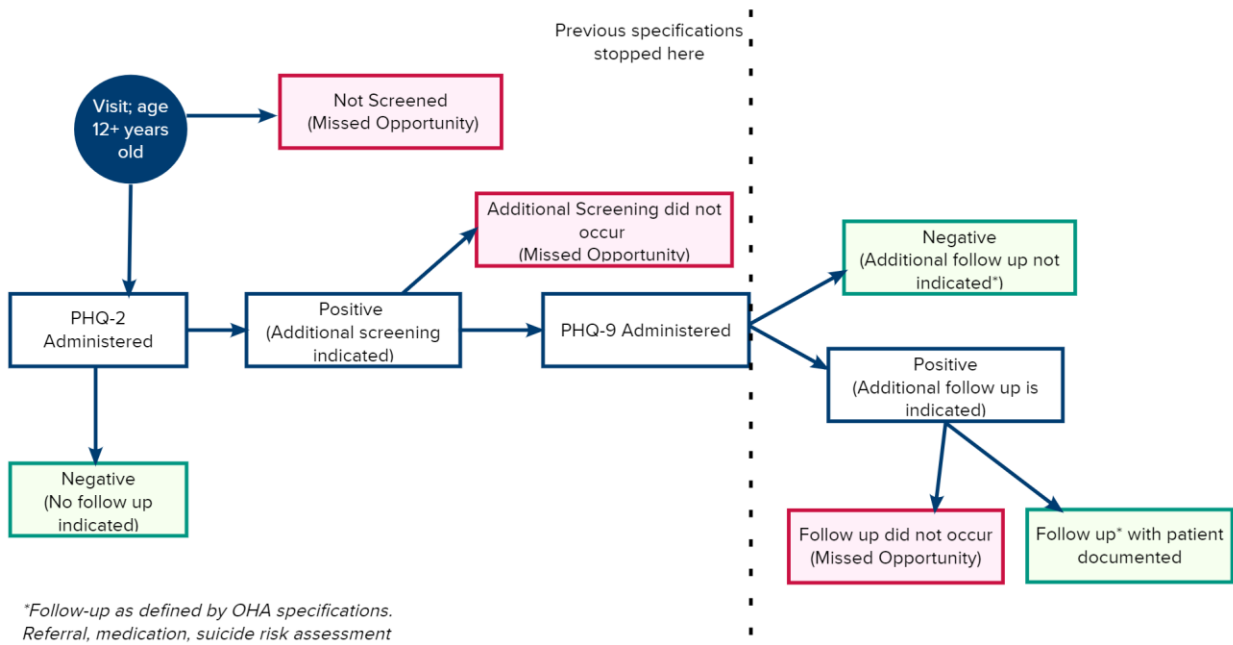 Previous specifications
stopped here
Visit; age
12+ years
old
Not Screened
(Missed Opportunity)
Additional Screening did not
occur
(Missed Opportunity)
Negative
(Additional follow up not
indicated*)
PHQ-2
Administered
Positive
(Additional screening
indicated)
PHQ-9 Administered
Positive
(Additional follow up is
indicated)
Negative
(No follow up
indicated)
Follow up did not occur
(Missed Opportunity)
Follow up* with patient
documented
*Follow-up as defined by OHA specifications.
Referral, medication, suicide risk assessment